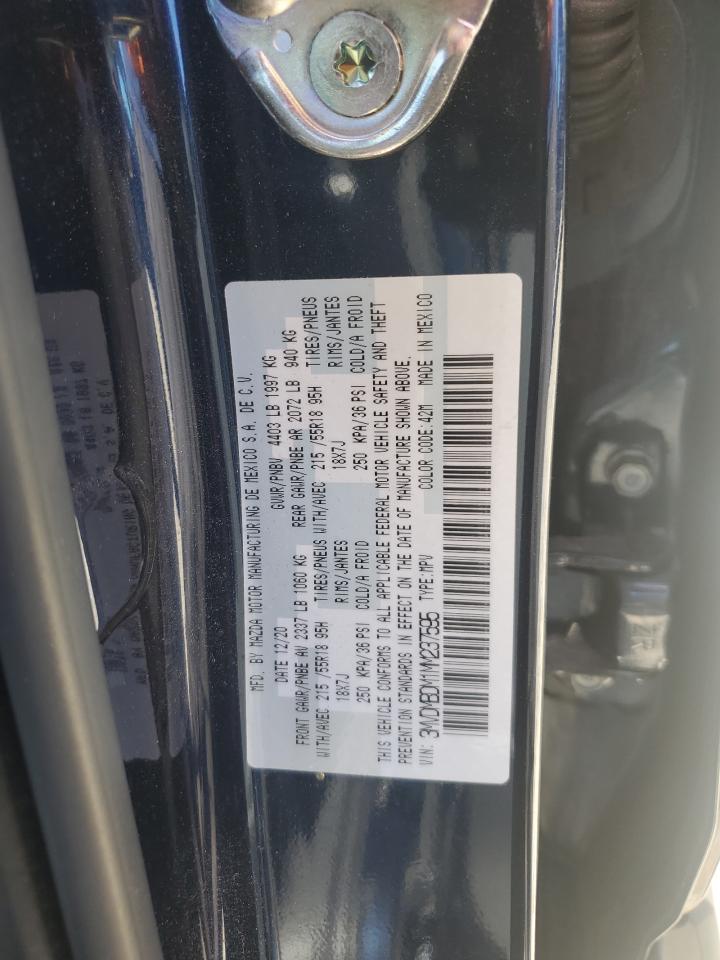 MFD. BY MAZDA MOTOR MANUFACTURING DE MEXICO S.A. DE C.V.
DATE 12/20 GVWR/PNBV 4403 LB 1997 KG
FRONT GAWR/PNBE AV 2337 LB 1060 KG REAR GAWR/PNBE AR 2072 LB 940 KG
WITH/AVEC 215 /55R18 95H TIRES/PNEUS WITH/AVEC 215 /55R18 95H TIRES/PNEUS
18X7J RIMS/JANTES 18X7J RIMS/JANTES
250 KPA/36 PSI COLD/A FROID 250 KPA/36 PSI COLD/A FROID
THIS VEHICLE CONFORMS TO ALL APPLICABLE FEDERAL MOTOR VEHICLE SAFETY AND THEFT
PREVENTION STANDARDS IN EFFECT ON THE DATE OF MANUFACTURE SHOWN ABOVE.
VIN: 3MVDMBDM1MM237595 TYPE:MPV COLOR CODE:42M MADE IN MEXICO